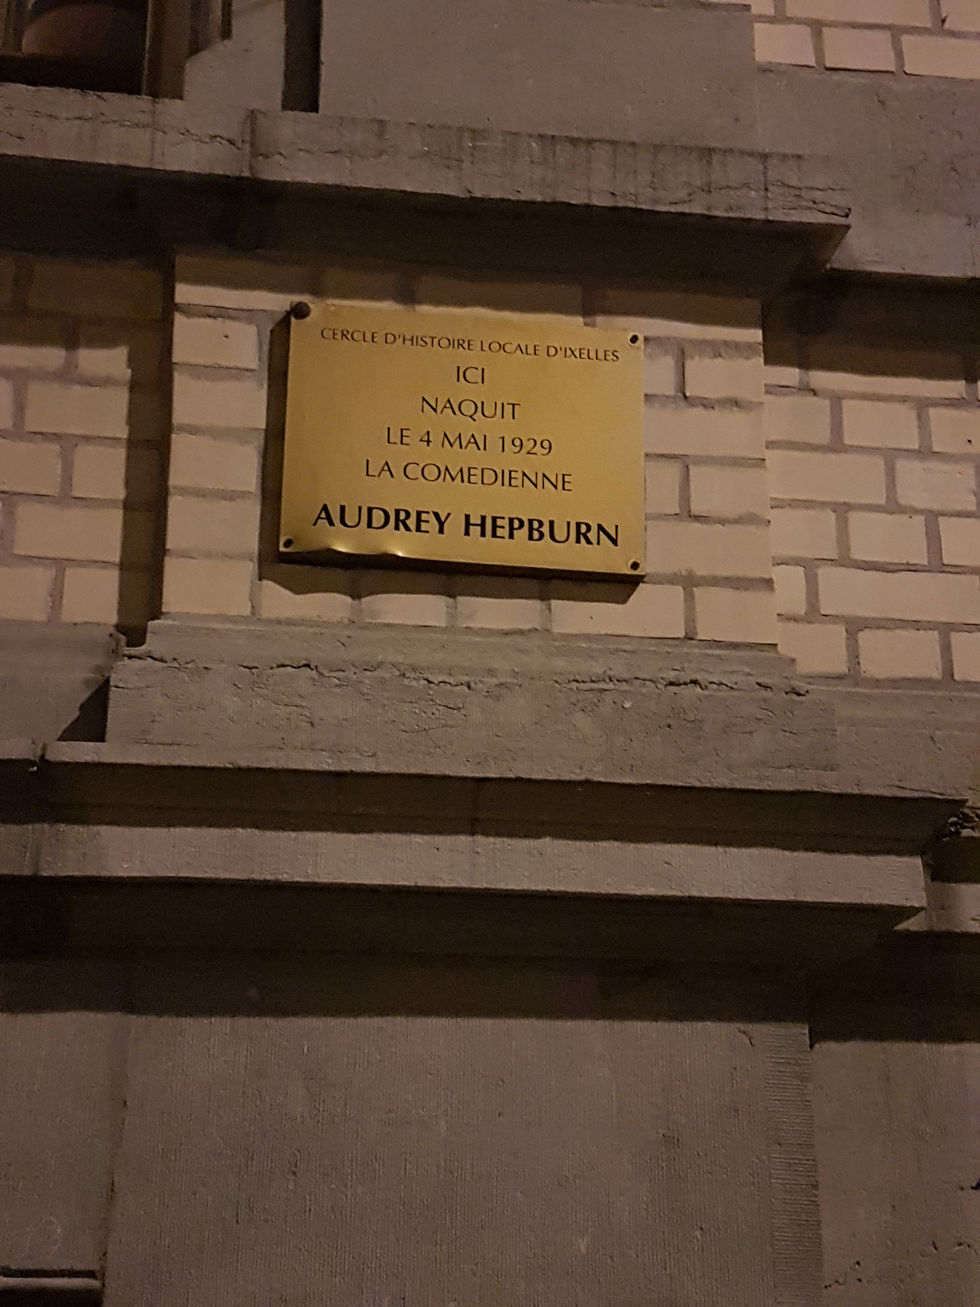 CERCLE D'HISTOIRE LOCALE D'IXELLES
ICI
NAQUIT
LE 4 MAI 1929
LA COMEDIENNE
AUDREY HEPBURN